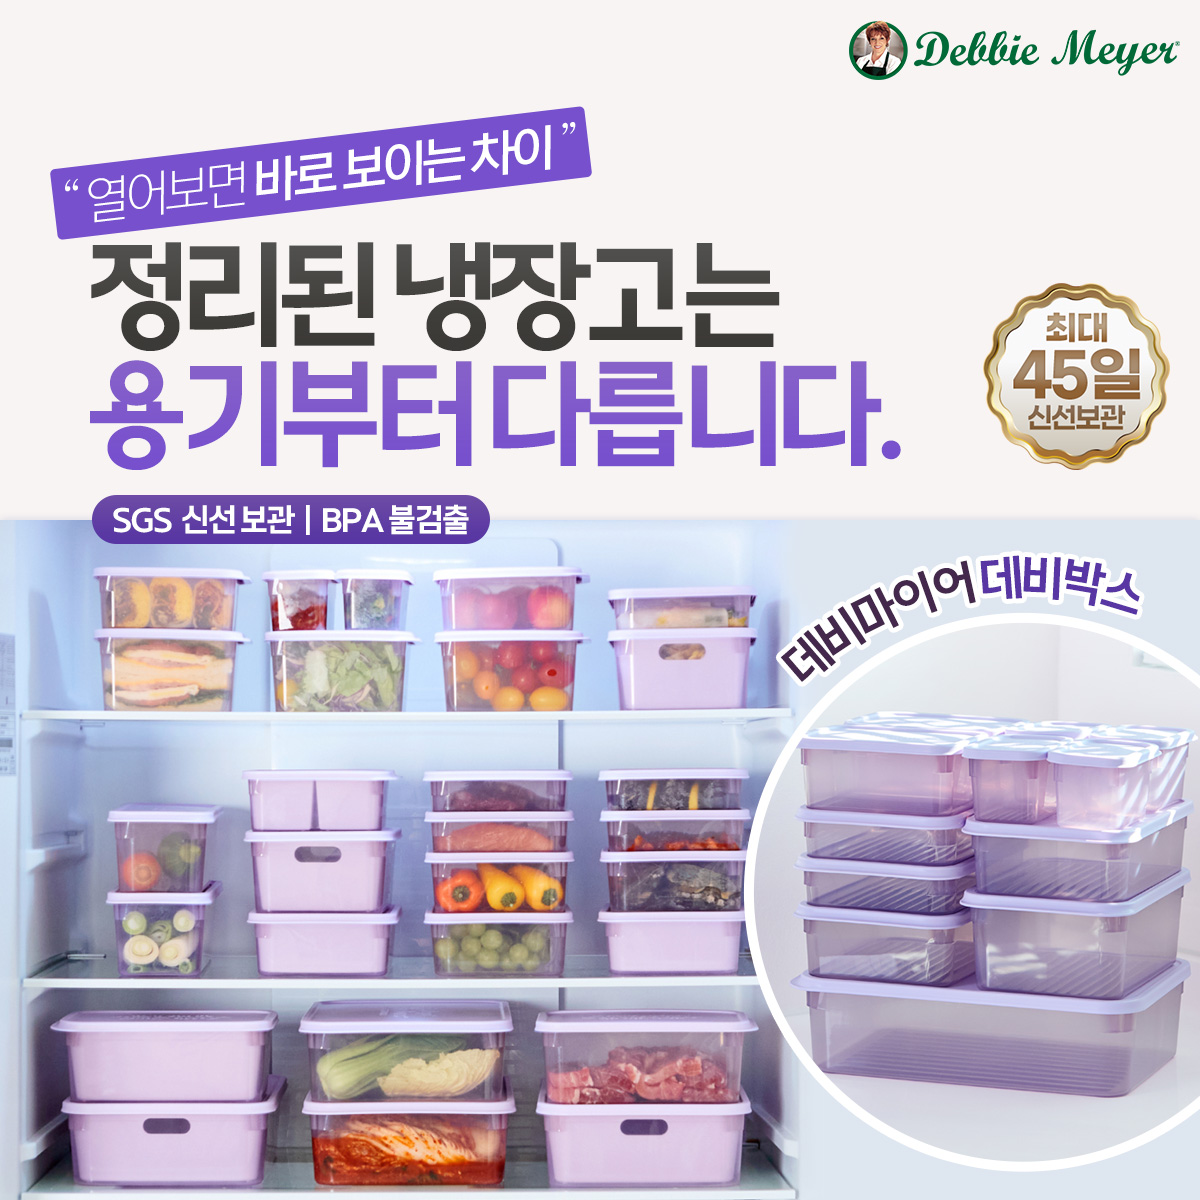 Debbie Meyer
“ 열어보면 바로 보이는 차이 ”
정리된 냉장고는
용기부터 다릅니다.
최대
45일
신선보관
SGS 신선 보관 | BPA 불검출
데비마이어 데비박스